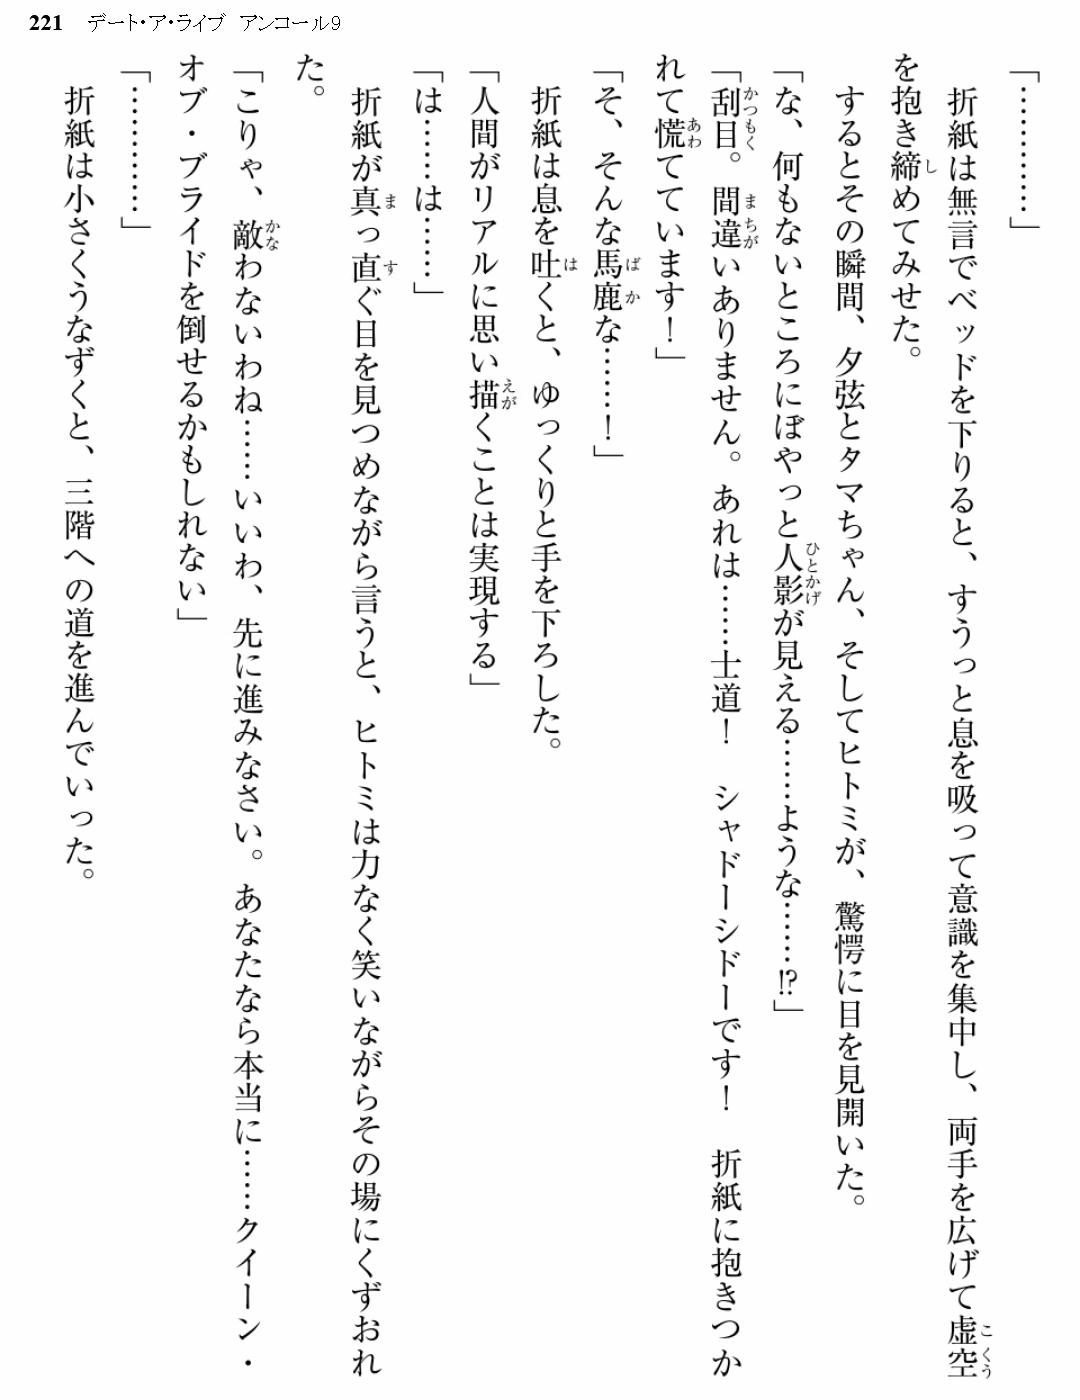 221 デート・ア・ライブ アンコール9
「…………」
折紙は無言でベッドを下りると、すうっと息を吸って意識を集中し、両手を広げて虚空
を抱き締めてみせた。
するとその瞬間、夕弦とタマちゃん、そしてヒトミが、驚愕に目を見開いた。
「な、何もないところにぼやっと人影が見える……ような……!?」
「刮目。間違いありません。あれは……士道！　シャドーシドーです！　折紙に抱きつか
れて慌てています！」
「そ、そんな馬鹿な……！」
折紙は息を吐くと、ゆっくりと手を下ろした。
「人間がリアルに思い描くことは実現する」
「は……は……」
折紙が真っ直ぐ目を見つめながら言うと、ヒトミは力なく笑いながらその場にくずおれ
た。
「こりゃ、敵わないわね……いいわ、先に進みなさい。あなたなら本当に……クイーン・
オブ・ブライドを倒せるかもしれない」
「…………」
折紙は小さくうなずくと、三階への道を進んでいった。